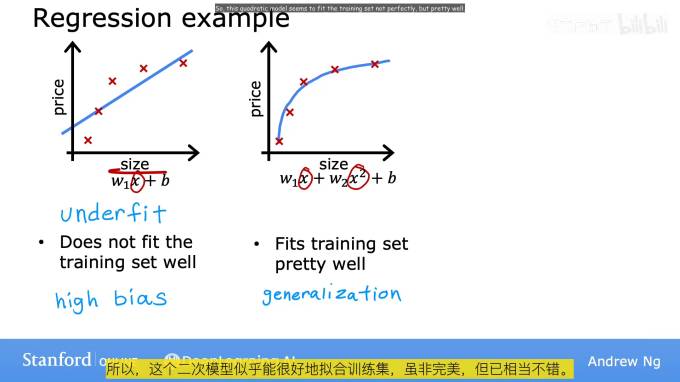 So, this quadratic model seems to fit the training set not perfectly, but pretty well
Regression example
bilibili
price
size
w₁x + b
underfit
• Does not fit the
training set well
high bias
price
size
w₁x + w₂x² + b
• Fits training set
pretty well
generalization
Stanford
Andrew Ng
所以，这个二次模型似乎能很好地拟合训练集，虽非完美，但已相当不错。